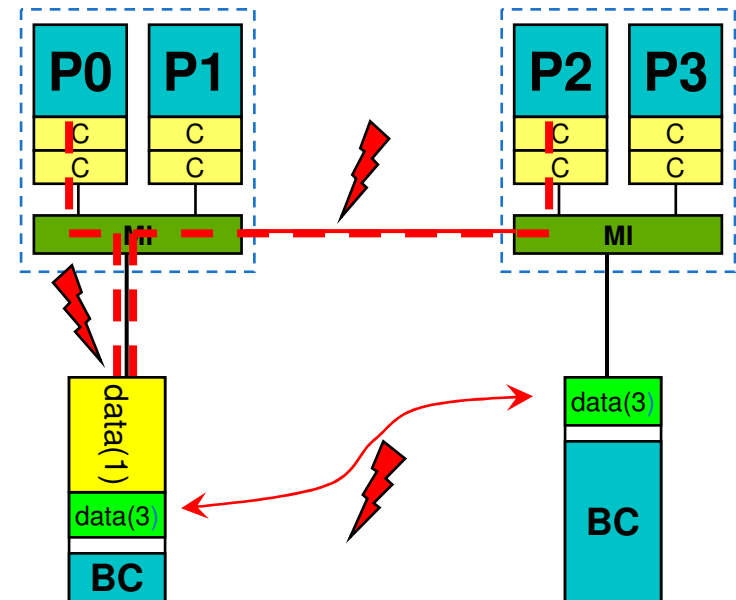 P0 P1
C C
C C
MI
P2 P3
C C
C C
MI
data(1)
data(3)
BC
data(3)
BC